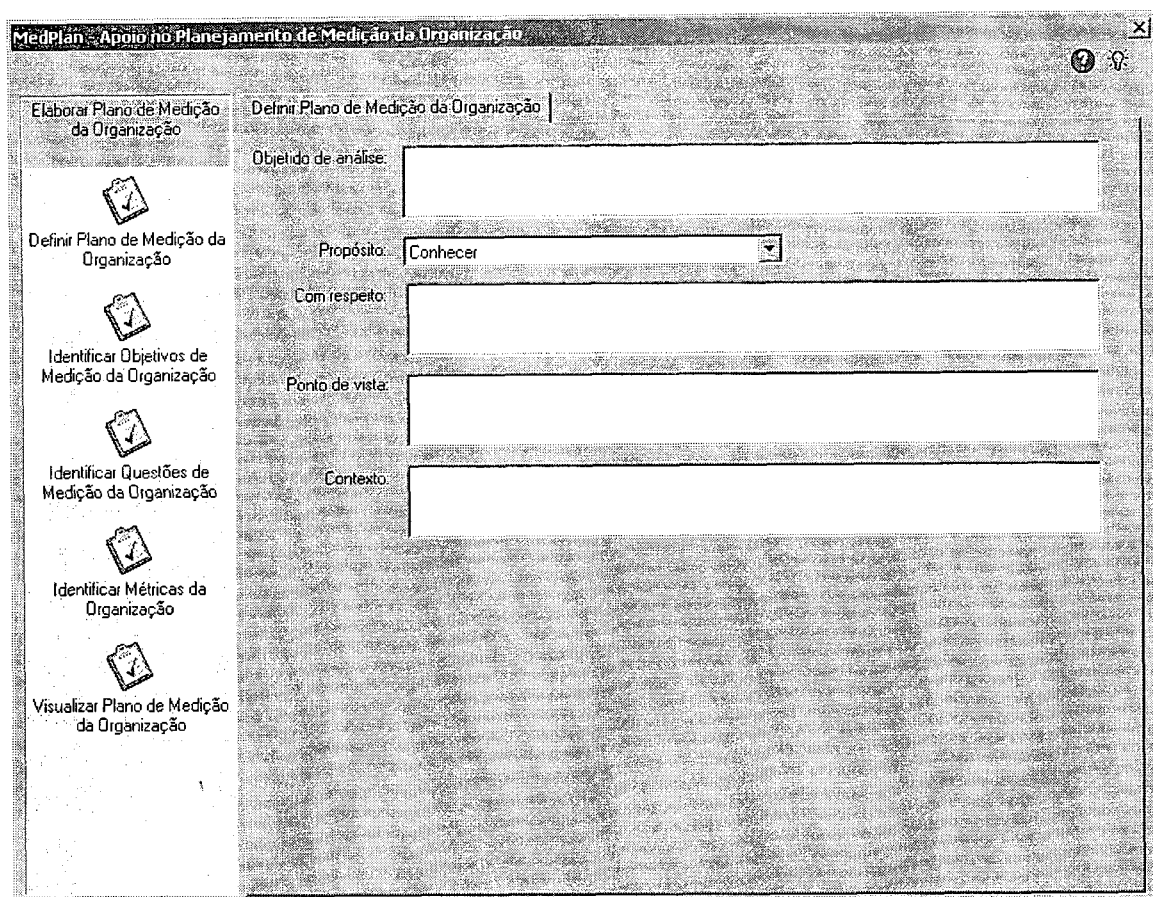 MedPlan - Apoio no Planejamento de Medição da Organização
Elaborar Plano de Medição
da Organização
Definir Plano de Medição da
Organização
Identificar Objetivos de
Medição da Organização
Identificar Questões de
Medição da Organização
Identificar Métricas da
Organização
Visualizar Plano de Medição
da Organização
Definir Plano de Medição da Organização
Objetido de análise:
Propósito:
Conhecer
Com respeito:
Ponto de vista:
Contexto: